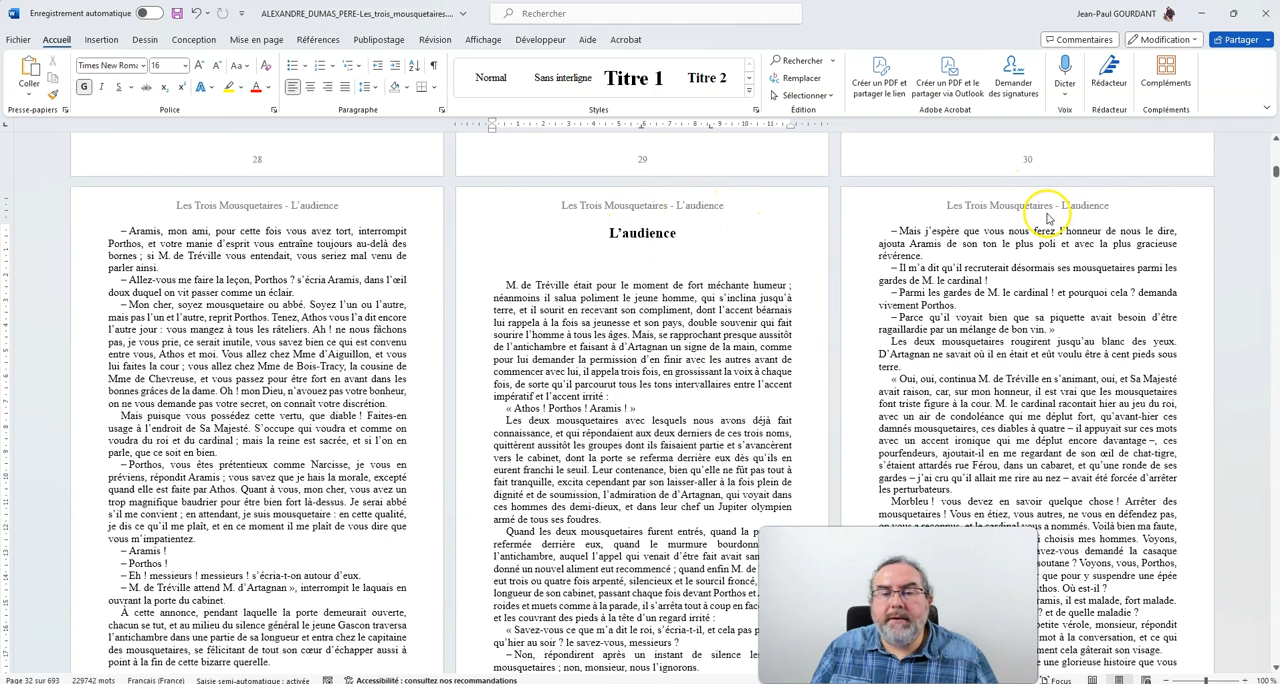 Enregistrement automatique
ALEXANDRE_DUMAS_PERE-Les_trois_mousquetaires....
Rechercher
Jean-Paul GOURDANT
Fichier Accueil Insertion Dessin Conception Mise en page Références Publipostage Révision Affichage Développeur Aide Acrobat
Commentaires Modification Partager
Times New Roma 16
Coller
Normal Sans interligne Titre 1 Titre 2
Rechercher
Remplacer
Sélectionner
Créer un PDF et partager le lien
Créer un PDF et partager via Outlook
Demander des signatures
Dicter
Rédacteur
Compléments
Presse-papiers Police Paragraphe Styles Édition Adobe Acrobat Voix Rédacteur Compléments
28 29 30
Les Trois Mousquetaires - L'audience
– Aramis, mon ami, pour cette fois vous avez tort, interrompit
Porthos, et votre manie d'esprit vous entraîne toujours au-delà des
bornes ; si M. de Tréville vous entendait, vous seriez mal venu de
parler ainsi.
– Allez-vous me faire la leçon, Porthos ? s'écria Aramis, dans l'œil
doux duquel on vit passer comme un éclair.
– Mon cher, soyez mousquetaire ou abbé. Soyez l'un ou l'autre,
mais pas l'un et l'autre, reprit Porthos. Tenez, Athos vous l'a dit encore
l'autre jour : vous mangez à tous les râteliers. Ah ! ne nous fâchons
pas, je vous prie, ce serait inutile, vous savez bien ce qui est convenu
entre vous, Athos et moi. Vous allez chez Mme d'Aiguillon, et vous
lui faites la cour ; vous allez chez Mme de Bois-Tracy, la cousine de
Mme de Chevreuse, et vous passez pour être fort en avant dans les
bonnes grâces de la dame. Oh ! mon Dieu, n'avouez pas votre bonheur,
on ne vous demande pas votre secret, on connaît votre discrétion.
Mais puisque vous possédez cette vertu, que diable ! Faites-en
usage à l'endroit de Sa Majesté. S'occupe qui voudra et comme on
voudra du roi et du cardinal ; mais la reine est sacrée, et si l'on en
parle, que ce soit en bien.
– Porthos, vous êtes prétentieux comme Narcisse, je vous en
préviens, répondit Aramis ; vous savez que je hais la morale, excepté
quand elle est faite par Athos. Quant à vous, mon cher, vous avez un
trop magnifique baudrier pour être bien fort là-dessus. Je serai abbé
s'il me convient ; en attendant, je suis mousquetaire : en cette qualité,
je dis ce qu'il me plaît, et en ce moment il me plaît de vous dire que
vous m'impatientez.
– Aramis !
– Porthos !
– Eh ! messieurs ! messieurs ! s'écria-t-on autour d'eux.
– M. de Tréville attend M. d'Artagnan », interrompit le laquais en
ouvrant la porte du cabinet.
À cette annonce, pendant laquelle la porte demeurait ouverte,
chacun se tut, et au milieu du silence général le jeune Gascon traversa
l'antichambre dans une partie de sa longueur et entra chez le capitaine
des mousquetaires, se félicitant de tout son cœur d'échapper aussi à
point à la fin de cette bizarre querelle.
Les Trois Mousquetaires - L'audience
L'audience
M. de Tréville était pour le moment de fort méchante humeur ;
néanmoins il salua poliment le jeune homme, qui s'inclina jusqu'à
terre, et il sourit en recevant son compliment, dont l'accent béarnais
lui rappela à la fois sa jeunesse et son pays, double souvenir qui fait
sourire l'homme à tous les âges. Mais, se rapprochant presque aussitôt
de l'antichambre et faisant à d'Artagnan un signe de la main, comme
pour lui demander la permission d'en finir avec les autres avant de
commencer avec lui, il appela trois fois, en grossissant la voix à chaque
fois, de sorte qu'il parcourut tous les tons intervallaires entre l'accent
impératif et l'accent irrité :
« Athos ! Porthos ! Aramis ! »
Les deux mousquetaires avec lesquels nous avons déjà fait
connaissance, et qui répondaient aux deux derniers de ces trois noms,
quittèrent aussitôt les groupes dont ils faisaient partie et s'avancèrent
vers le cabinet, dont la porte se referma derrière eux dès qu'ils en
eurent franchi le seuil. Leur contenance, bien qu'elle ne fût pas tout à
fait tranquille, excita cependant par son laisser-aller à la fois plein de
dignité et de soumission, l'admiration de d'Artagnan, qui voyait dans
ces hommes des demi-dieux, et dans leur chef un Jupiter olympien
armé de tous ses foudres.
Quand les deux mousquetaires furent entrés, quand la p
refermée derrière eux, quand le murmure bourdonn
l'antichambre, auquel l'appel qui venait d'être fait avait san
donné un nouvel aliment eut recommencé ; quand enfin M. de
eut trois ou quatre fois arpenté, silencieux et le sourcil froncé,
longueur de son cabinet, passant chaque fois devant Porthos et
roides et muets comme à la parade, il s'arrêta tout à coup en face
et les couvrant des pieds à la tête d'un regard irrité :
« Savez-vous ce que m'a dit le roi, s'écria-t-il, et cela pas p
qu'hier au soir ? le savez-vous, messieurs ?
– Non, répondirent après un instant de silence les
mousquetaires ; non, monsieur, nous l'ignorons.
Les Trois Mousquetaires - L'audience
– Mais j'espère que vous nous ferez l'honneur de nous le dire,
ajouta Aramis de son ton le plus poli et avec la plus gracieuse
révérence.
– Il m'a dit qu'il recruterait désormais ses mousquetaires parmi les
gardes de M. le cardinal !
– Parmi les gardes de M. le cardinal ! et pourquoi cela ? demanda
vivement Porthos.
– Parce qu'il voyait bien que sa piquette avait besoin d'être
ragaillardie par un mélange de bon vin. »
Les deux mousquetaires rougirent jusqu'au blanc des yeux.
D'Artagnan ne savait où il en était et eût voulu être à cent pieds sous
terre.
« Oui, oui, continua M. de Tréville en s'animant, oui, et Sa Majesté
avait raison, car, sur mon honneur, il est vrai que les mousquetaires
font triste figure à la cour. M. le cardinal racontait hier au jeu du roi,
avec un air de condoléance qui me déplut fort, qu'avant-hier ces
damnés mousquetaires, ces diables à quatre – il appuyait sur ces mots
avec un accent ironique qui me déplut encore davantage –, ces
pourfendeurs, ajoutait-il en me regardant de son œil de chat-tigre,
s'étaient attardés rue Férou, dans un cabaret, et qu'une ronde de ses
gardes – j'ai cru qu'il allait me rire au nez – avait été forcée d'arrêter
les perturbateurs.
Morbleu ! vous devez en savoir quelque chose ! Arrêter des
mousquetaires ! Vous en étiez, vous autres, ne vous en défendez pas,
on vous a reconnus, et le cardinal vous a nommés. Voilà bien ma faute,
i choisis mes hommes. Voyons,
avez-vous demandé la casaque
soutane ? Voyons, vous, Porthos,
or que pour y suspendre une épée
Athos. Où est-il ?
ramis, il est malade, fort malade.
? et de quelle maladie ?
petite vérole, monsieur, répondit
mot à la conversation, et ce qui
ement cela gâterait son visage.
e une glorieuse histoire que vous
Page 32 sur 693 229742 mots Français (France) Saisie semi-automatique : activée Accessibilité : consultez nos recommandations Focus 100 %